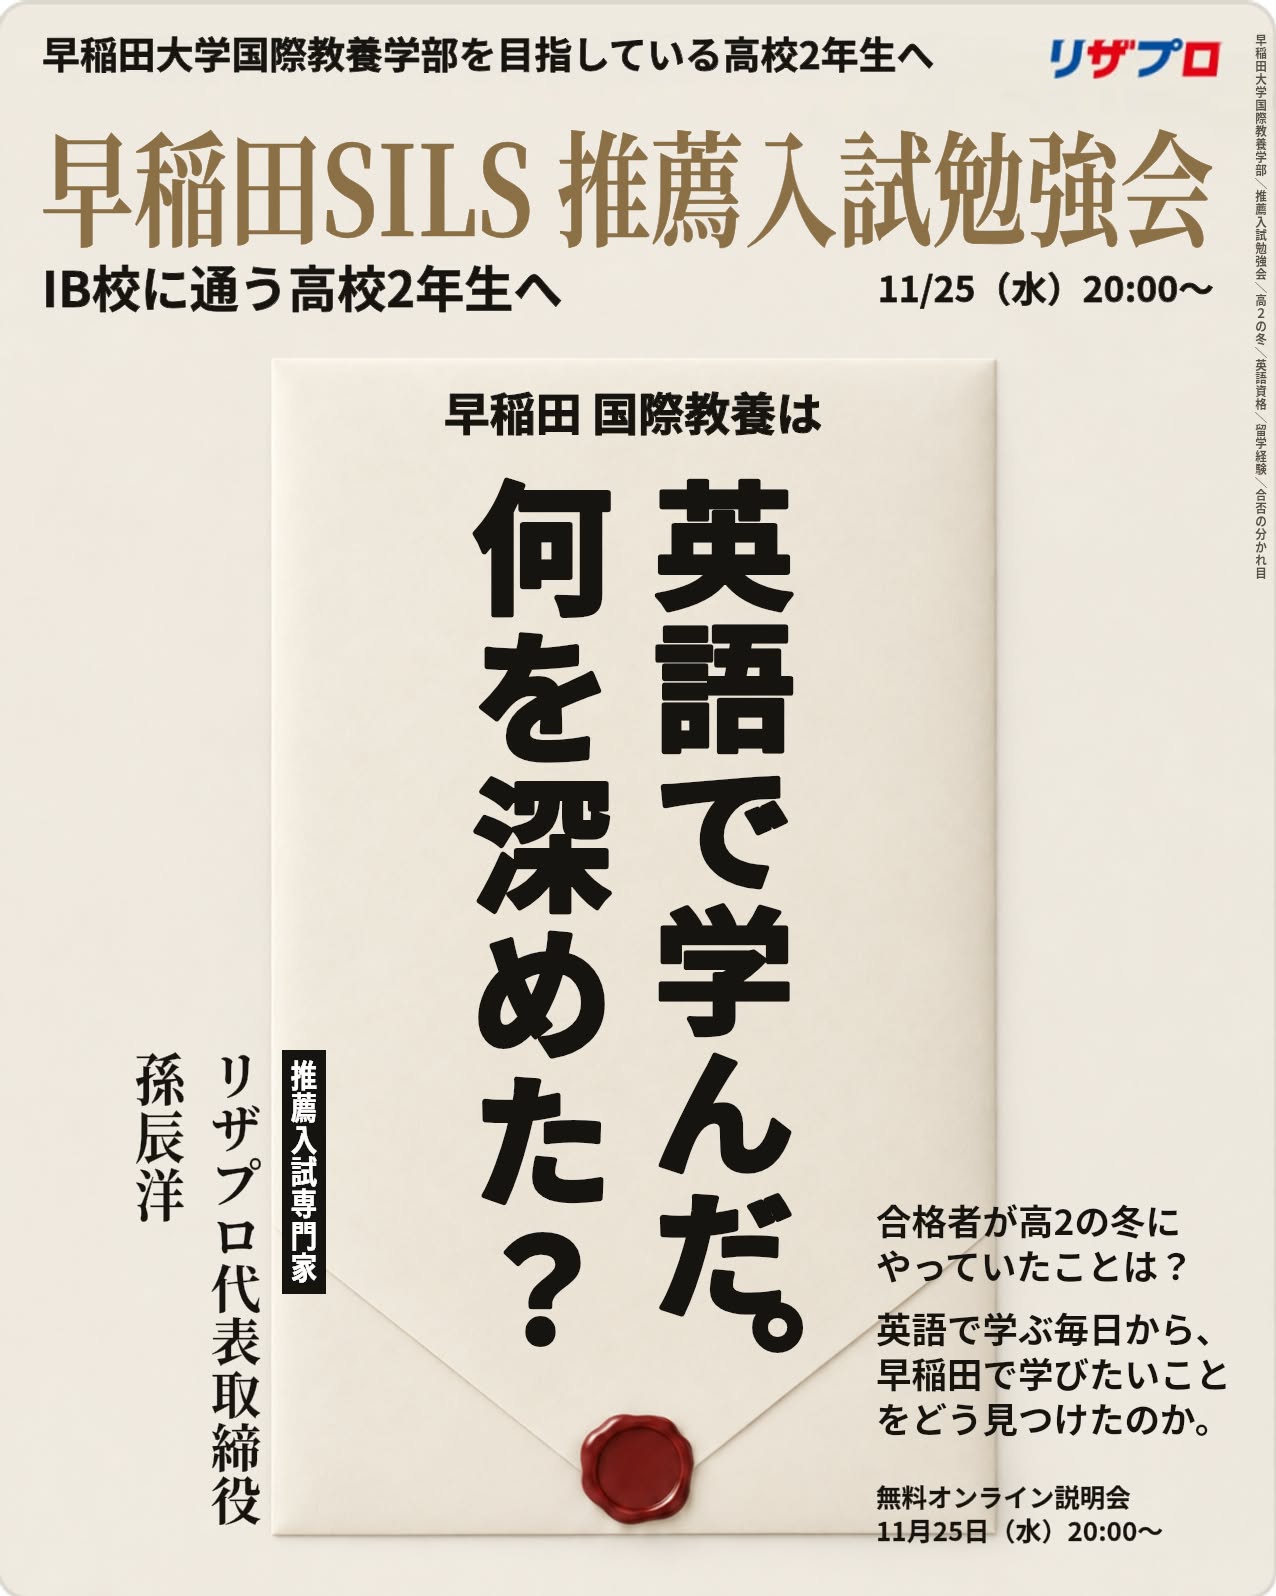 早稲田大学国際教養学部を目指している高校2年生へ
リザプロ
早稲田大学国際教養学部／推薦入試勉強会／高2の冬／英語資格／留学経験／合否の分かれ目
早稲田SILS 推薦入試勉強会
IB校に通う高校2年生へ
11/25（水）20:00〜
早稲田 国際教養は
英語で学んだ。
何を深めた？
推薦入試専門家
リザプロ代表取締役
孫辰洋
合格者が高2の冬に
やっていたことは？
英語で学ぶ毎日から、
早稲田で学びたいこと
をどう見つけたのか。
無料オンライン説明会
11月25日（水）20:00〜